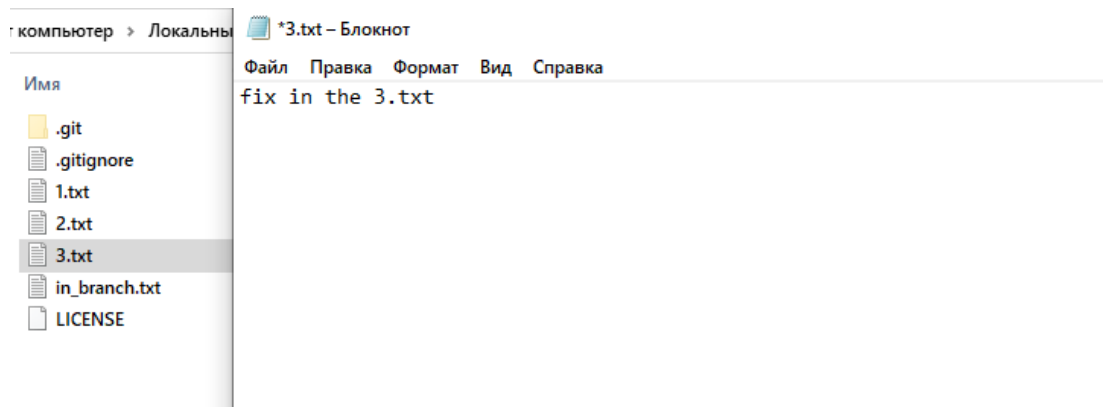 компьютер > Локальны
Имя
.git
.gitignore
1.txt
2.txt
3.txt
in_branch.txt
LICENSE
*3.txt – Блокнот
Файл Правка Формат Вид Справка
fix in the 3.txt